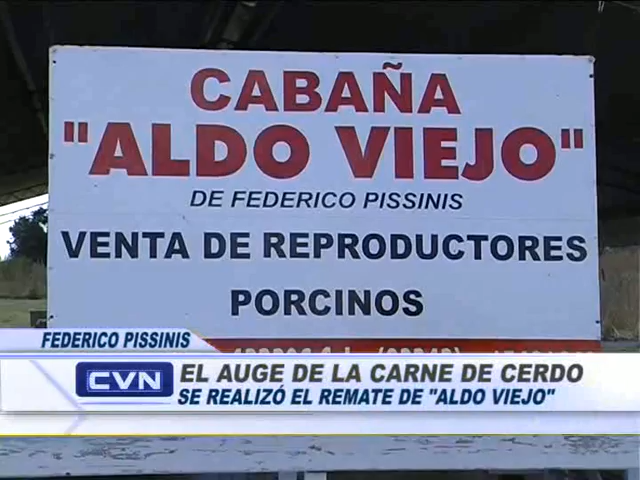 CABAÑA
"ALDO VIEJO"
DE FEDERICO PISSINIS
VENTA DE REPRODUCTORES
PORCINOS
FEDERICO PISSINIS
CVN
EL AUGE DE LA CARNE DE CERDO
SE REALIZÓ EL REMATE DE "ALDO VIEJO"